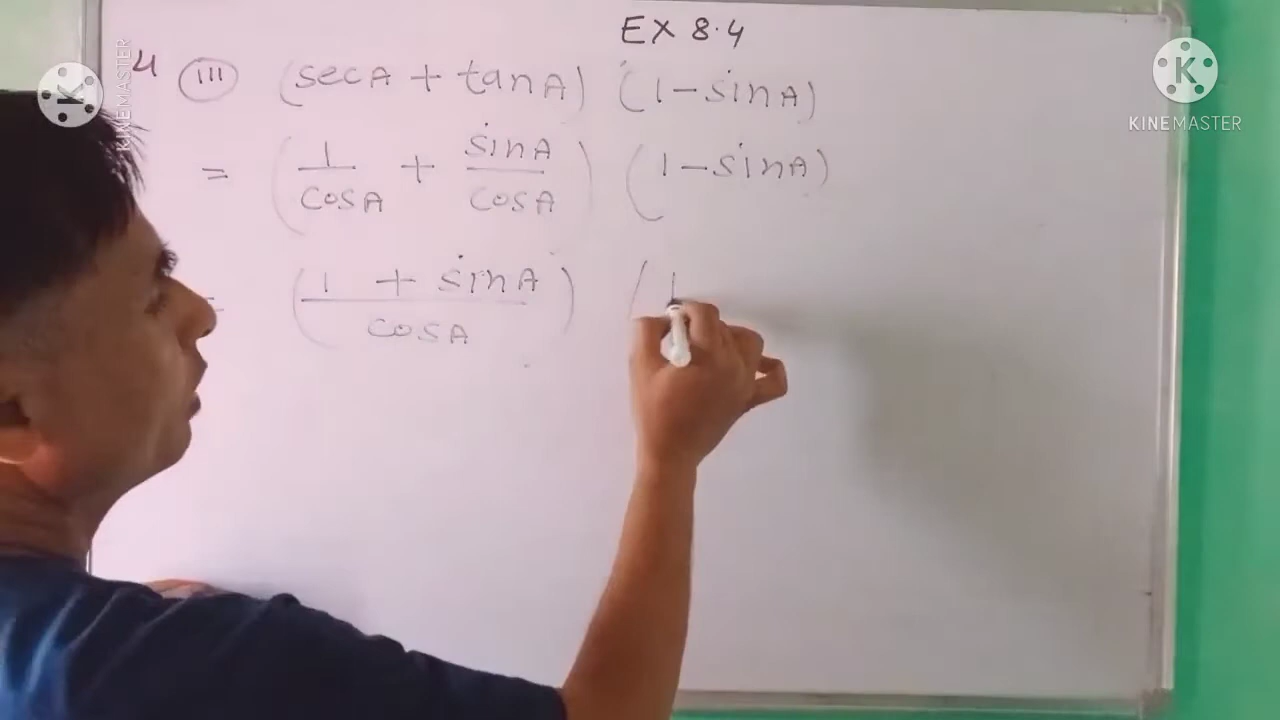 EX 8.4
4 (iii) (secA + tanA) (1 - sinA)
= (1/cosA + sinA/cosA) (1 - sinA)
= (1 + sinA/cosA) (1
KINEMASTER
KINEMASTER